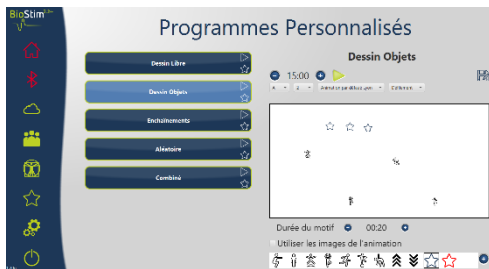 BioStim
Programmes Personnalisés
Dessin Libre
Dessin Objets
Enchaînements
Aléatoire
Combiné
Dessin Objets
15:00
Durée du motif 00:20
Utiliser les images de l'animation